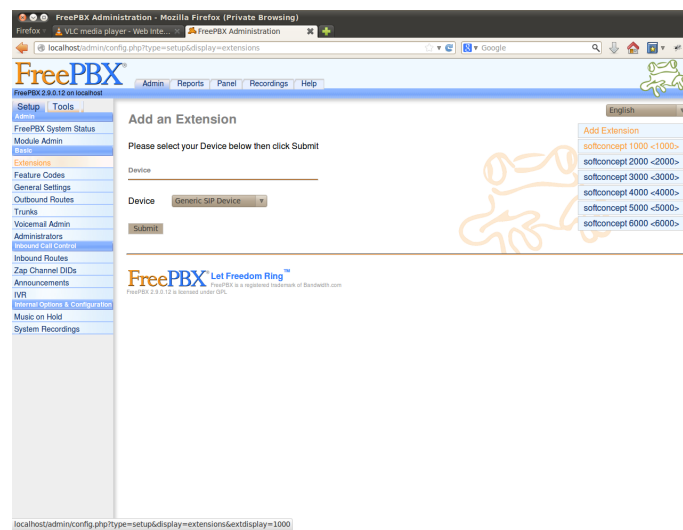 FreePBX Administration - Mozilla Firefox (Private Browsing)
Firefox
VLC media player - Web Inte...
FreePBX Administration
localhost/admin/config.php?type=setup&display=extensions
Google
FreePBX®
Admin Reports Panel Recordings Help
FreePBX 2.9.0.12 on localhost
Setup Tools
English
Admin
FreePBX System Status
Module Admin
Basic
Extensions
Feature Codes
General Settings
Outbound Routes
Trunks
Voicemail Admin
Administrators
Inbound Call Control
Inbound Routes
Zap Channel DIDs
Announcements
IVR
Internal Options & Configuration
Music on Hold
System Recordings
Add an Extension
Please select your Device below then click Submit
Device
Device Generic SIP Device
Submit
Add Extension
softconcept 1000 <1000>
softconcept 2000 <2000>
softconcept 3000 <3000>
softconcept 4000 <4000>
softconcept 5000 <5000>
softconcept 6000 <6000>
FreePBX® Let Freedom Ring™
FreePBX is a registered trademark of Bandwidth.com
FreePBX 2.9.0.12 is licensed under GPL
localhost/admin/config.php?type=setup&display=extensions&extdisplay=1000